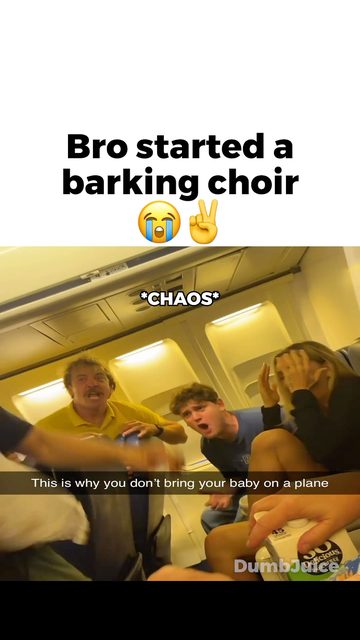 Bro started a
barking choir
😭✌️
*CHAOS*
This is why you don't bring your baby on a plane
DumbJuice